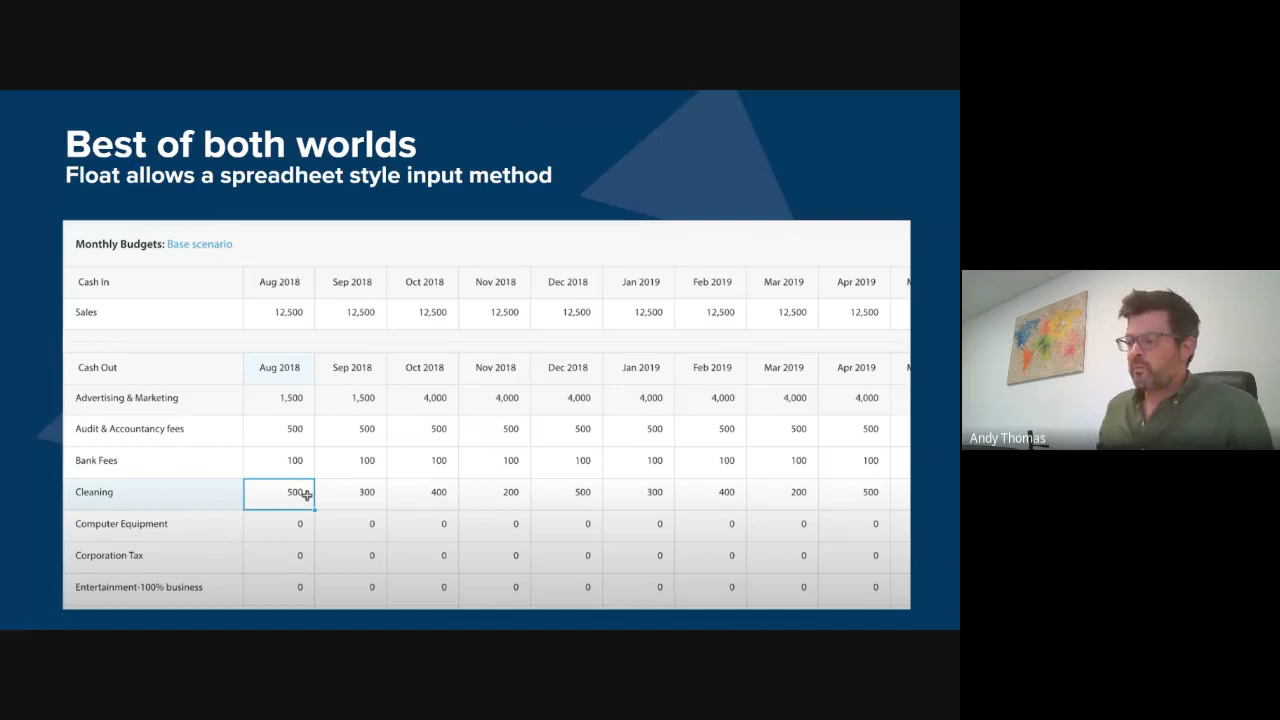 Best of both worlds
Float allows a spreadheet style input method
Monthly Budgets: Base scenario
Cash In Aug 2018 Sep 2018 Oct 2018 Nov 2018 Dec 2018 Jan 2019 Feb 2019 Mar 2019 Apr 2019
Sales 12,500 12,500 12,500 12,500 12,500 12,500 12,500 12,500 12,500
Cash Out Aug 2018 Sep 2018 Oct 2018 Nov 2018 Dec 2018 Jan 2019 Feb 2019 Mar 2019 Apr 2019
Advertising & Marketing 1,500 1,500 4,000 4,000 4,000 4,000 4,000 4,000 4,000
Audit & Accountancy fees 500 500 500 500 500 500 500 500 500
Bank Fees 100 100 100 100 100 100 100 100 100
Cleaning 500 300 400 200 500 300 400 200 500
Computer Equipment 0 0 0 0 0 0 0 0 0
Corporation Tax 0 0 0 0 0 0 0 0 0
Entertainment-100% business 0 0 0 0 0 0 0 0 0
Andy Thomas